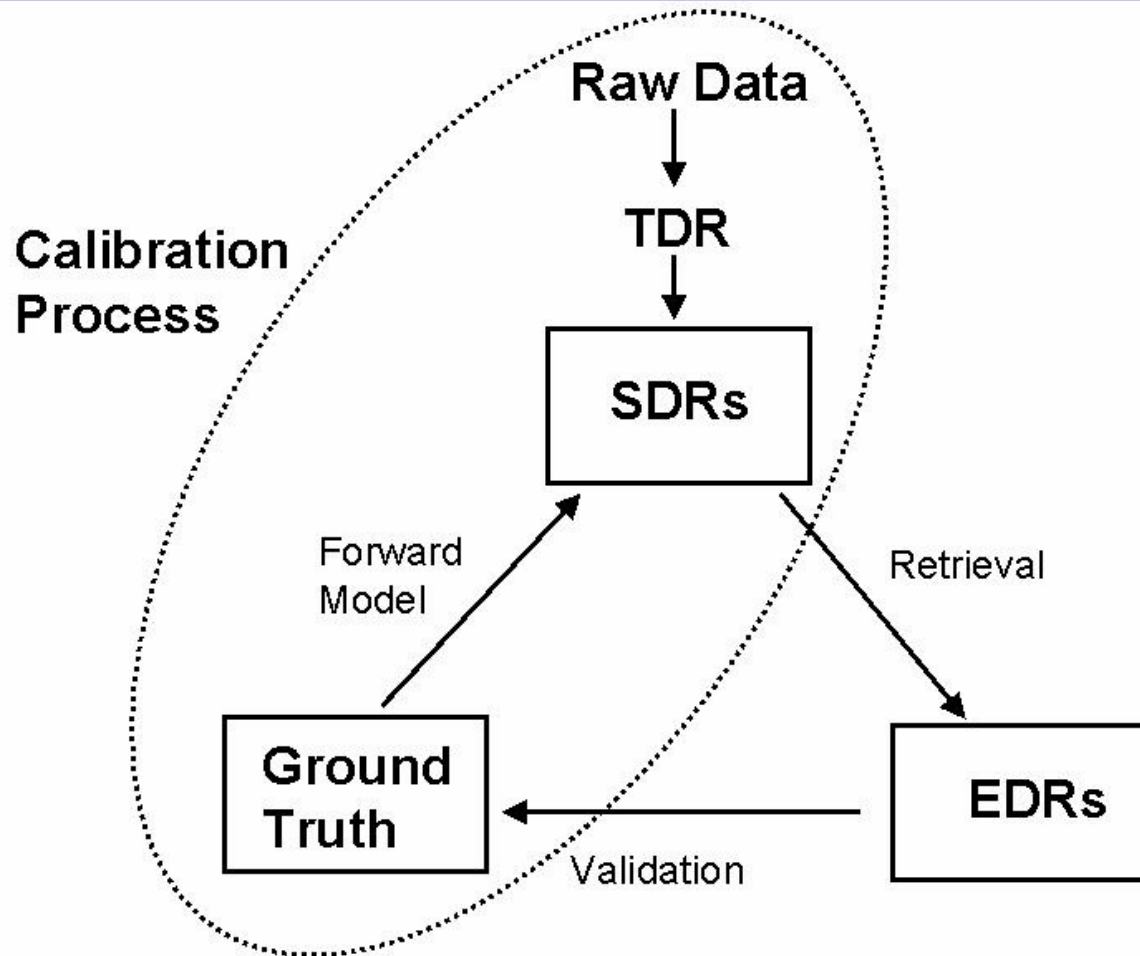 Raw Data
TDR
Calibration
Process
SDRs
Forward
Model
Retrieval
Ground
Truth
EDRs
Validation